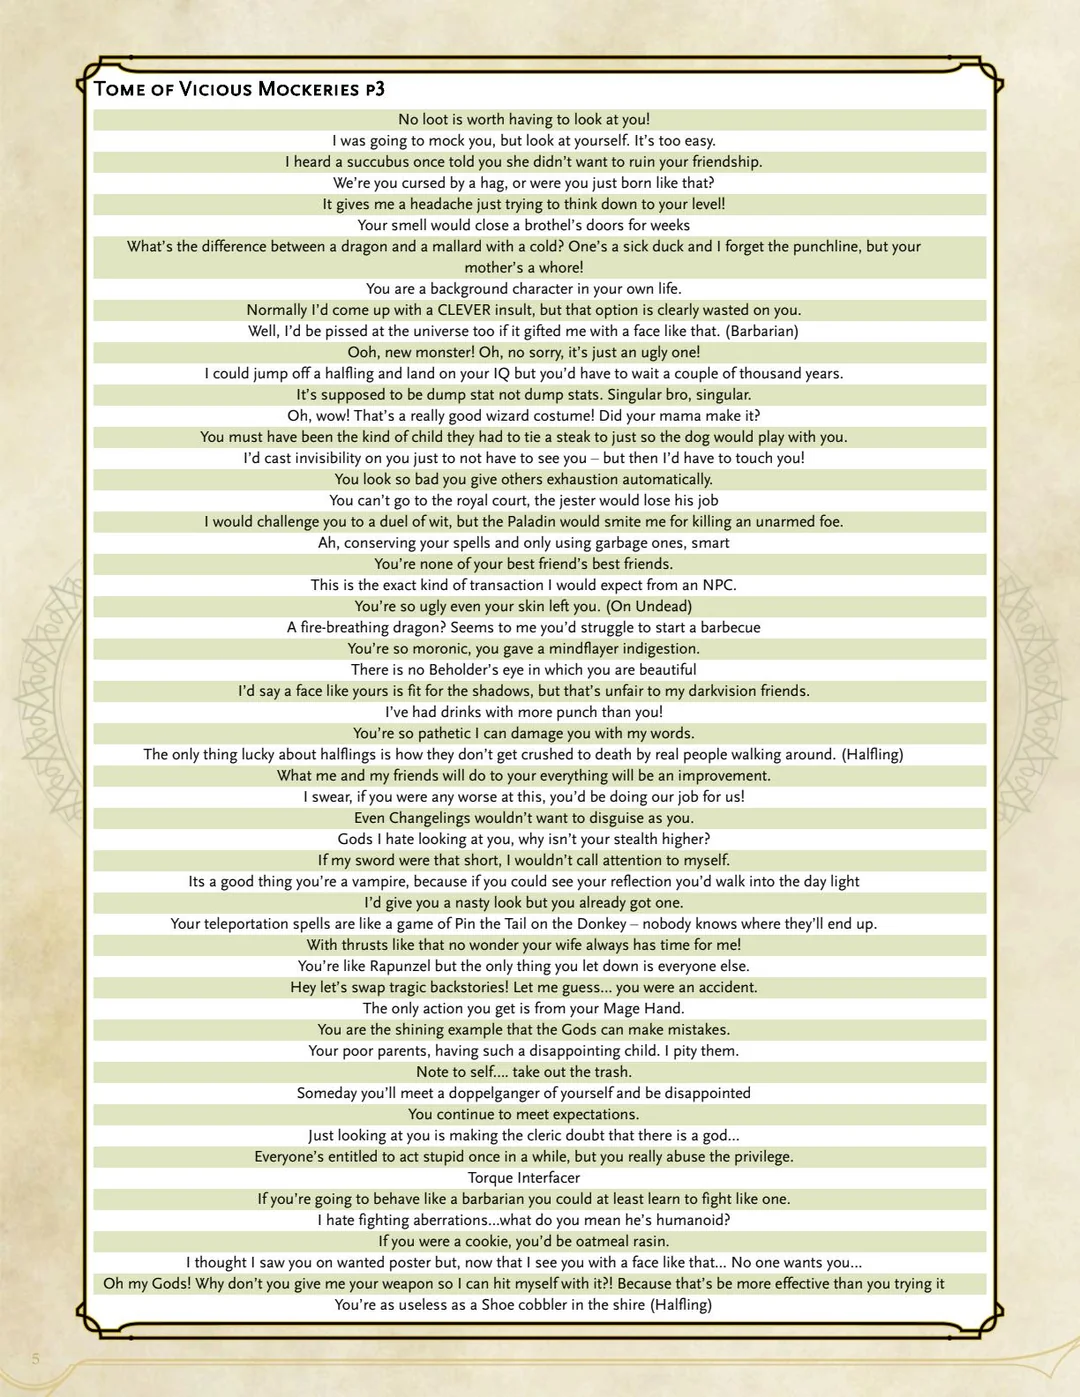 Tome of Vicious Mockeries p3
No loot is worth having to look at you!
I was going to mock you, but look at yourself. It's too easy.
I heard a succubus once told you she didn't want to ruin your friendship.
We're you cursed by a hag, or were you just born like that?
It gives me a headache just trying to think down to your level!
Your smell would close a brothel's doors for weeks
What's the difference between a dragon and a mallard with a cold? One's a sick duck and I forget the punchline, but your
mother's a whore!
You are a background character in your own life.
Normally I'd come up with a CLEVER insult, but that option is clearly wasted on you.
Well, I'd be pissed at the universe too if it gifted me with a face like that. (Barbarian)
Ooh, new monster! Oh, no sorry, it's just an ugly one!
I could jump off a halfling and land on your IQ but you'd have to wait a couple of thousand years.
It's supposed to be dump stat not dump stats. Singular bro, singular.
Oh, wow! That's a really good wizard costume! Did your mama make it?
You must have been the kind of child they had to tie a steak to just so the dog would play with you.
I'd cast invisibility on you just to not have to see you – but then I'd have to touch you!
You look so bad you give others exhaustion automatically.
You can't go to the royal court, the jester would lose his job
I would challenge you to a duel of wit, but the Paladin would smite me for killing an unarmed foe.
Ah, conserving your spells and only using garbage ones, smart
You're none of your best friend's best friends.
This is the exact kind of transaction I would expect from an NPC.
You're so ugly even your skin left you. (On Undead)
A fire-breathing dragon? Seems to me you'd struggle to start a barbecue
You're so moronic, you gave a mindflayer indigestion.
There is no Beholder's eye in which you are beautiful
I'd say a face like yours is fit for the shadows, but that's unfair to my darkvision friends.
I've had drinks with more punch than you!
You're so pathetic I can damage you with my words.
The only thing lucky about halflings is how they don't get crushed to death by real people walking around. (Halfling)
What me and my friends will do to your everything will be an improvement.
I swear, if you were any worse at this, you'd be doing our job for us!
Even Changelings wouldn't want to disguise as you.
Gods I hate looking at you, why isn't your stealth higher?
If my sword were that short, I wouldn't call attention to myself.
Its a good thing you're a vampire, because if you could see your reflection you'd walk into the day light
I'd give you a nasty look but you already got one.
Your teleportation spells are like a game of Pin the Tail on the Donkey – nobody knows where they'll end up.
With thrusts like that no wonder your wife always has time for me!
You're like Rapunzel but the only thing you let down is everyone else.
Hey let's swap tragic backstories! Let me guess... you were an accident.
The only action you get is from your Mage Hand.
You are the shining example that the Gods can make mistakes.
Your poor parents, having such a disappointing child. I pity them.
Note to self.... take out the trash.
Someday you'll meet a doppelganger of yourself and be disappointed
You continue to meet expectations.
Just looking at you is making the cleric doubt that there is a god...
Everyone's entitled to act stupid once in a while, but you really abuse the privilege.
Torque Interfacer
If you're going to behave like a barbarian you could at least learn to fight like one.
I hate fighting aberrations...what do you mean he's humanoid?
If you were a cookie, you'd be oatmeal rasin.
I thought I saw you on wanted poster but, now that I see you with a face like that... No one wants you...
Oh my Gods! Why don't you give me your weapon so I can hit myself with it?! Because that's be more effective than you trying it
You're as useless as a Shoe cobbler in the shire (Halfling)
5